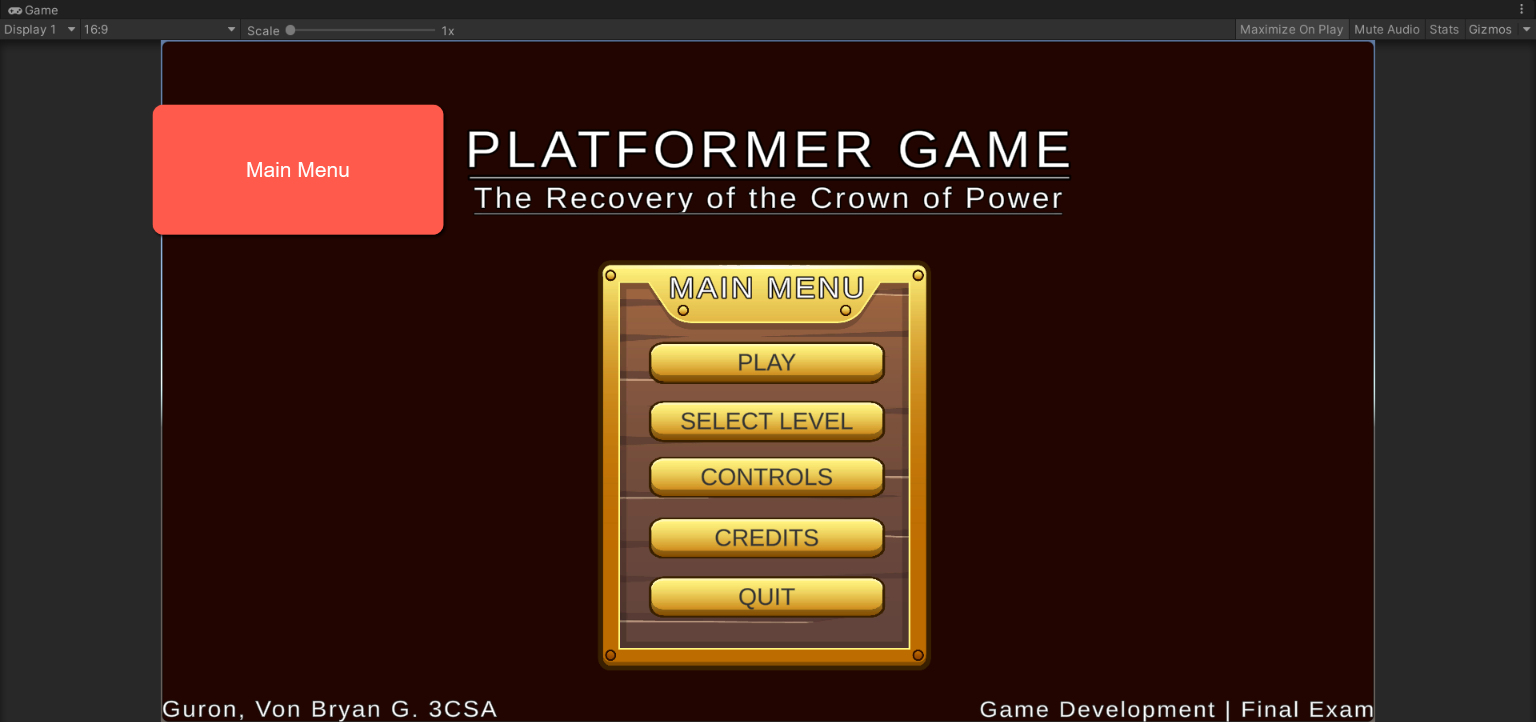 Game
Display 1 16:9 Scale 1x Maximize On Play Mute Audio Stats Gizmos
Main Menu
PLATFORMER GAME
The Recovery of the Crown of Power
MAIN MENU
PLAY
SELECT LEVEL
CONTROLS
CREDITS
QUIT
Guron, Von Bryan G. 3CSA
Game Development | Final Exam